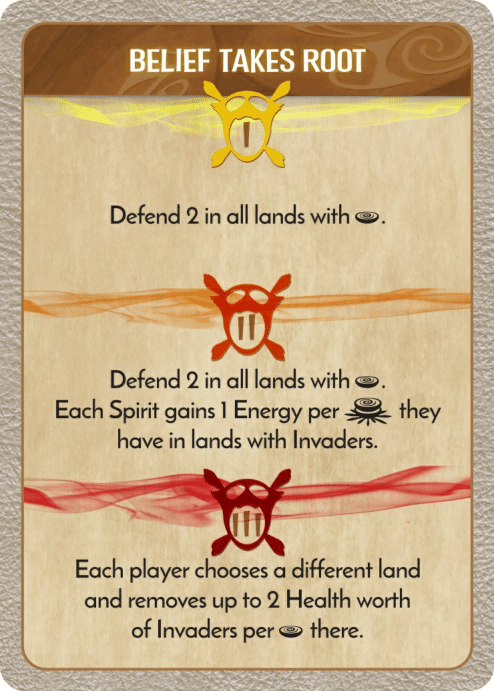 BELIEF TAKES ROOT
I
Defend 2 in all lands with .
II
Defend 2 in all lands with .
Each Spirit gains 1 Energy per they
have in lands with Invaders.
III
Each player chooses a different land
and removes up to 2 Health worth
of Invaders per there.